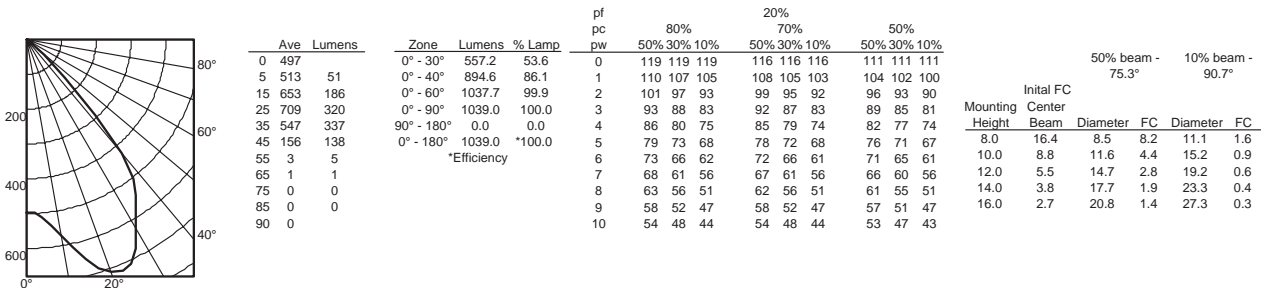 200
400
600
0°
20°
40°
60°
80°
Ave Lumens
0 497
5 513 51
15 653 186
25 709 320
35 547 337
45 156 138
55 3 5
65 1 1
75 0 0
85 0 0
90 0
Zone Lumens % Lamp
0° - 30° 557.2 53.6
0° - 40° 894.6 86.1
0° - 60° 1037.7 99.9
0° - 90° 1039.0 100.0
90° - 180° 0.0 0.0
0° - 180° 1039.0 *100.0
*Efficiency
pf 20%
pc 80% 70% 50%
pw 50% 30% 10% 50% 30% 10% 50% 30% 10%
0 119 119 119 116 116 116 111 111 111
1 110 107 105 108 105 103 104 102 100
2 101 97 93 99 95 92 96 93 90
3 93 88 83 92 87 83 89 85 81
4 86 80 75 85 79 74 82 77 74
5 79 73 68 78 72 68 76 71 67
6 73 66 62 72 66 61 71 65 61
7 68 61 56 67 61 56 66 60 56
8 63 56 51 62 56 51 61 55 51
9 58 52 47 58 52 47 57 51 47
10 54 48 44 54 48 44 53 47 43
50% beam - 10% beam -
75.3° 90.7°
Inital FC
Mounting Center
Height Beam Diameter FC Diameter FC
8.0 16.4 8.5 8.2 11.1 1.6
10.0 8.8 11.6 4.4 15.2 0.9
12.0 5.5 14.7 2.8 19.2 0.6
14.0 3.8 17.7 1.9 23.3 0.4
16.0 2.7 20.8 1.4 27.3 0.3